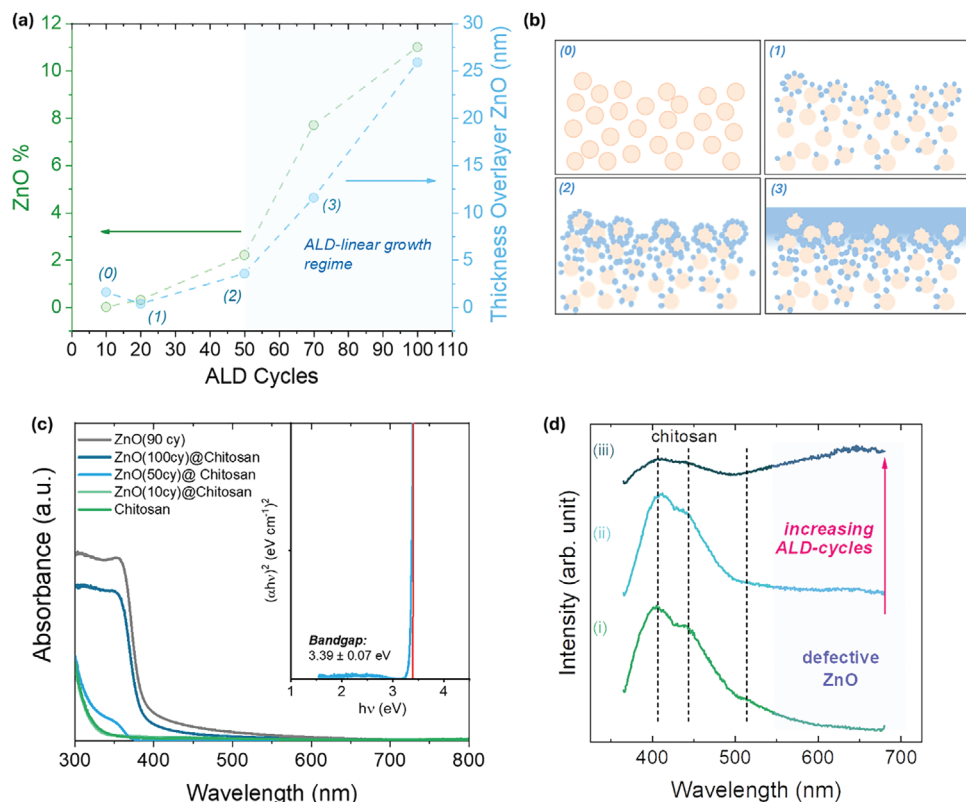 (a)
12
10
8
6
4
2
0
ZnO %
30
25
20
15
10
5
0
Thickness Overlayer ZnO (nm)
(0)
(1)
(2)
(3)
ALD-linear growth
regime
0 10 20 30 40 50 60 70 80 90 100 110
ALD Cycles
(b)
(0)
(1)
(2)
(3)
(c)
Absorbance (a.u.)
ZnO(90 cy)
ZnO(100cy)@Chitosan
ZnO(50cy)@ Chitosan
ZnO(10cy)@Chitosan
Chitosan
(αhν)² (eV cm⁻¹)²
Bandgap:
3.39 ± 0.07 eV
1 2 3 4
hν (eV)
300 400 500 600 700 800
Wavelength (nm)
(d)
Intensity (arb. unit)
chitosan
(iii)
(ii)
(i)
increasing
ALD-cycles
defective
ZnO
400 500 600 700
Wavelength (nm)